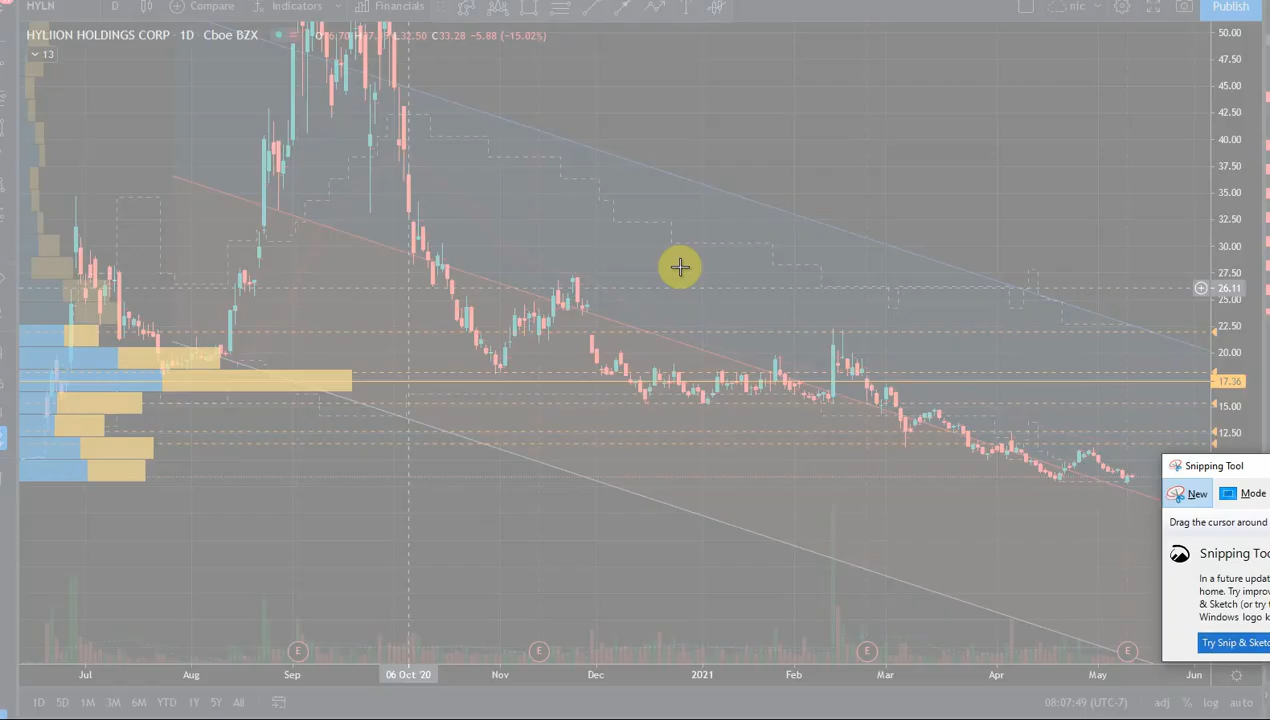 HYLN D Compare Indicators Financials nic Publish
HYLIION HOLDINGS CORP · 1D · Cboe BZX L32.50 C33.28 -5.88 (-15.02%)
13
50.00
47.50
45.00
42.50
40.00
37.50
35.00
32.50
30.00
27.50
26.11
25.00
22.50
20.00
17.36
15.00
12.50
Snipping Tool
New Mode
Drag the cursor around
Snipping Too
In a future updat
home. Try improv
& Sketch (or try t
Windows logo k
Try Snip & Sketc
E E E E
Jul Aug Sep 06 Oct '20 Nov Dec 2021 Feb Mar Apr May Jun
1D 5D 1M 3M 6M YTD 1Y 5Y All 08:07:49 (UTC-7) adj % log auto